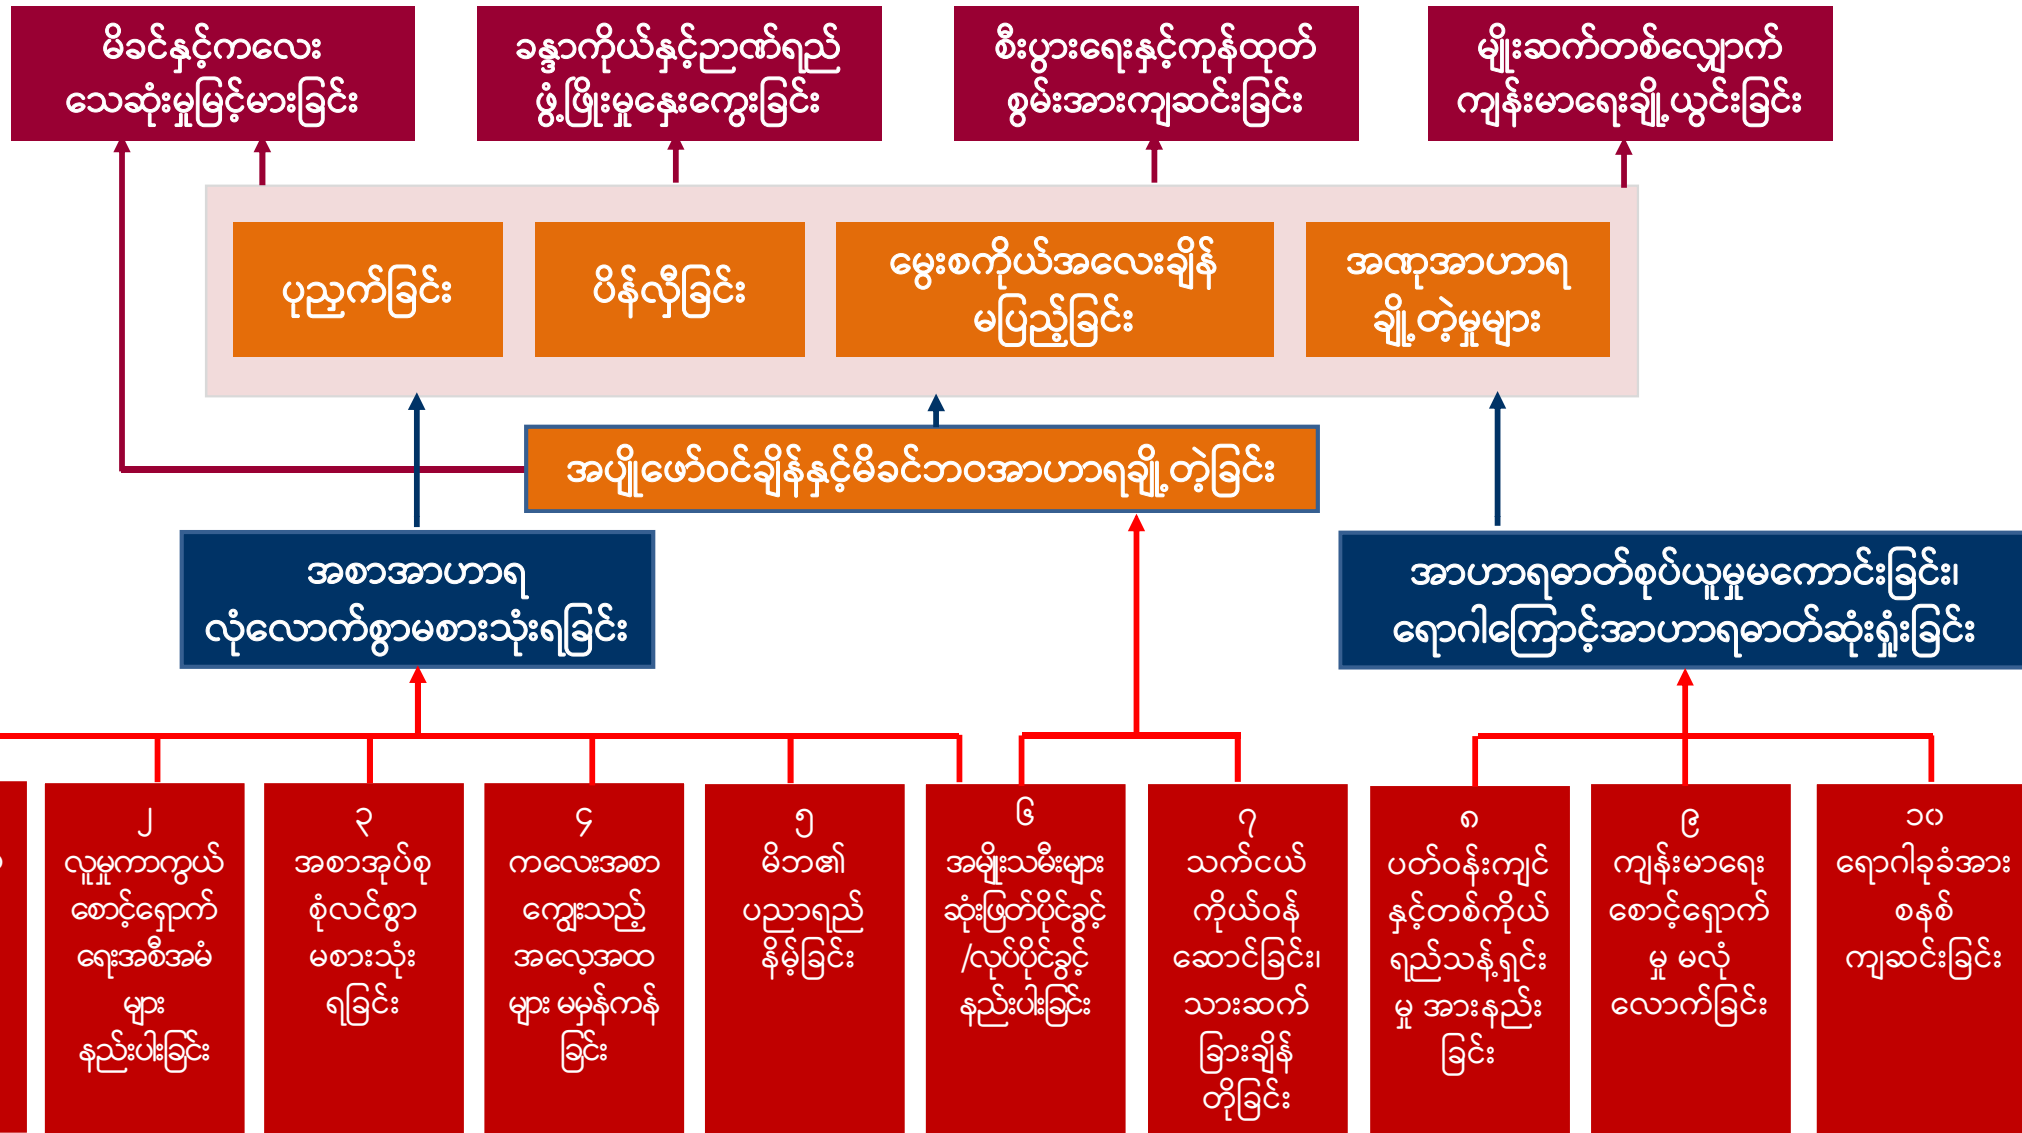 မိခင်နှင့်ကလေး
သေဆုံးမှုမြင့်မားခြင်း
ခန္ဓာကိုယ်နှင့်ဉာဏ်ရည်
ဖွံ့ဖြိုးမှုနှေးကွေးခြင်း
စီးပွားရေးနှင့်ကုန်ထုတ်
စွမ်းအားကျဆင်းခြင်း
မျိုးဆက်တစ်လျှောက်
ကျန်းမာရေးချို့ယွင်းခြင်း
ပုညှက်ခြင်း
ပိန်လှီခြင်း
မွေးစကိုယ်အလေးချိန်
မပြည့်ခြင်း
အဏုအာဟာရ
ချို့တဲ့မှုများ
အပျိုဖော်ဝင်ချိန်နှင့်မိခင်ဘဝအာဟာရချို့တဲ့ခြင်း
အစာအာဟာရ
လုံလောက်စွာမစားသုံးရခြင်း
အာဟာရဓာတ်စုပ်ယူမှုမကောင်းခြင်း၊
ရောဂါကြောင့်အာဟာရဓာတ်ဆုံးရှုံးခြင်း
၂
လူမှုကာကွယ်
စောင့်ရှောက်
ရေးအစီအမံ
များ
နည်းပါးခြင်း
၃
အစာအုပ်စု
စုံလင်စွာ
မစားသုံး
ရခြင်း
၄
ကလေးအစာ
ကျွေးသည့်
အလေ့အထ
များ မမှန်ကန်
ခြင်း
၅
မိဘ၏
ပညာရည်
နိမ့်ခြင်း
၆
အမျိုးသမီးများ
ဆုံးဖြတ်ပိုင်ခွင့်
/လုပ်ပိုင်ခွင့်
နည်းပါးခြင်း
၇
သက်ငယ်
ကိုယ်ဝန်
ဆောင်ခြင်း၊
သားဆက်
ခြားချိန်
တိုခြင်း
၈
ပတ်ဝန်းကျင်
နှင့်တစ်ကိုယ်
ရည်သန့်ရှင်း
မှု အားနည်း
ခြင်း
၉
ကျန်းမာရေး
စောင့်ရှောက်
မှု မလုံ
လောက်ခြင်း
၁၀
ရောဂါခုခံအား
စနစ်
ကျဆင်းခြင်း